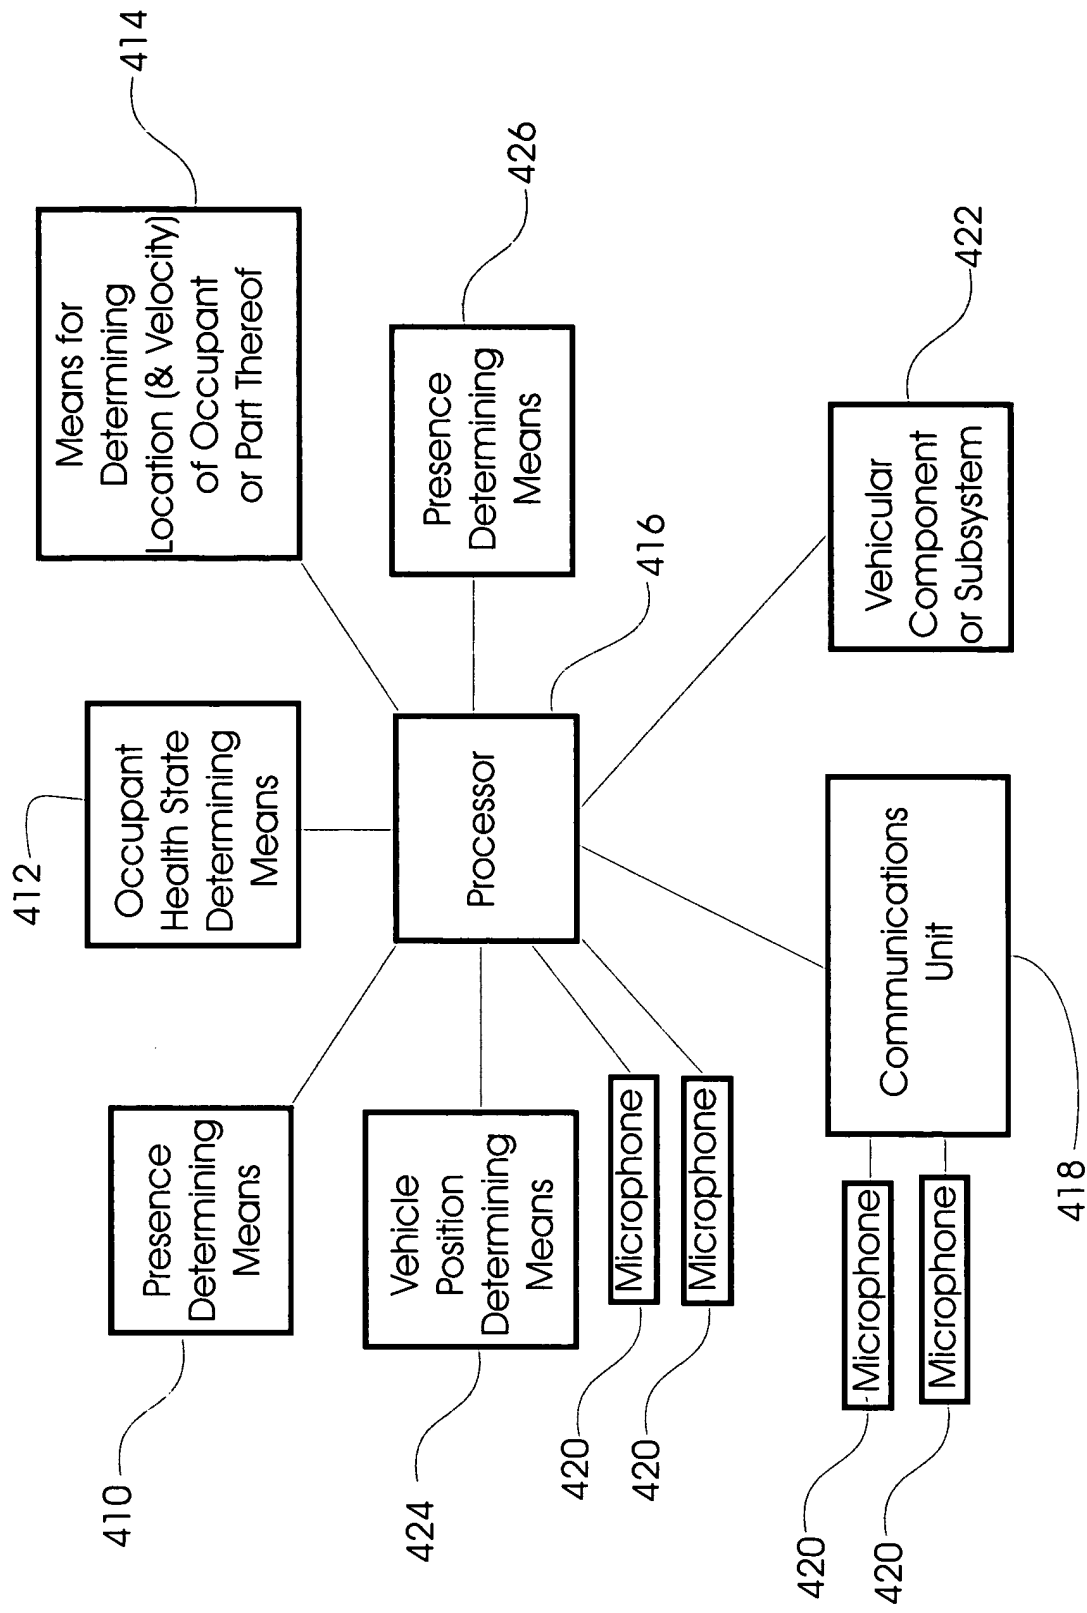 412
414
Occupant
Health State
Determining
Means
Means for
Determining
Location (& Velocity)
of Occupant
or Part Thereof
410
Presence
Determining
Means
Presence
Determining
Means
426
424
Vehicle
Position
Determining
Means
Processor
416
420
Microphone
420
Microphone
420
Microphone
420
Microphone
Communications
Unit
418
Vehicular
Component
or Subsystem
422